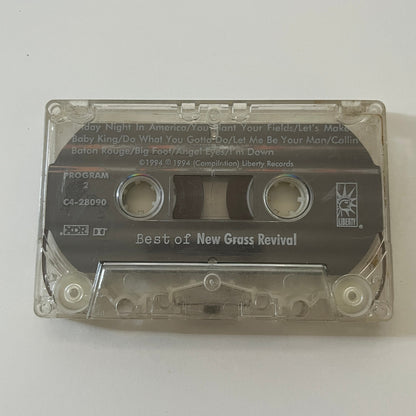 Friday Night In America/You Plant Your Fields/Let's Make
Baby King/Do What You Gotta Do/Let Me Be Your Man/Callin'
Baton Rouge/Big Foot/Angel Eyes/I'm Down
©1994 ℗ 1994 (Compilation) Liberty Records
PROGRAM
2
C4-28090
LIBERTY
XDR
Best of New Grass Revival